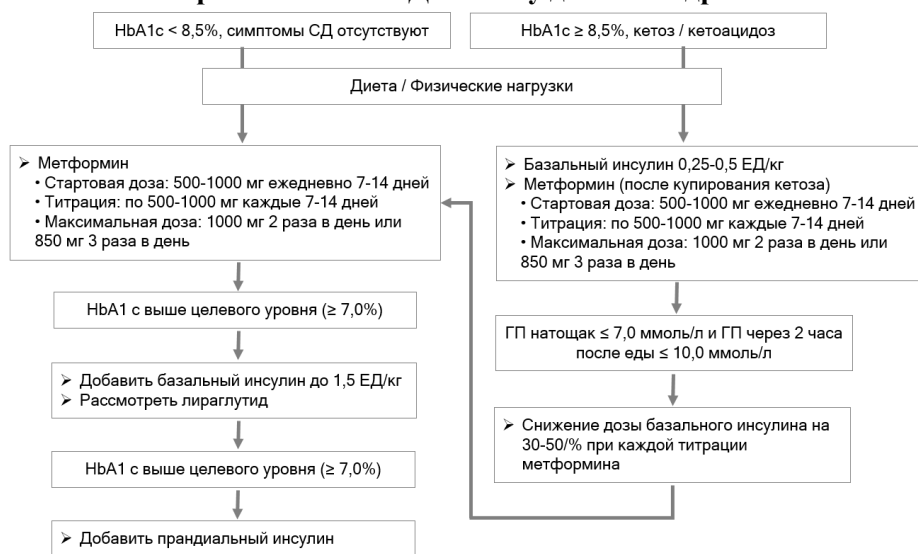 HbA1c < 8,5%, симптомы СД отсутствуют
HbA1c ≥ 8,5%, кетоз / кетоацидоз
Диета / Физические нагрузки
➢ Метформин
• Стартовая доза: 500-1000 мг ежедневно 7-14 дней
• Титрация: по 500-1000 мг каждые 7-14 дней
• Максимальная доза: 1000 мг 2 раза в день или
850 мг 3 раза в день
HbA1 с выше целевого уровня (≥ 7,0%)
➢ Добавить базальный инсулин до 1,5 ЕД/кг
➢ Рассмотреть лираглутид
HbA1 с выше целевого уровня (≥ 7,0%)
➢ Добавить прандиальный инсулин
➢ Базальный инсулин 0,25-0,5 ЕД/кг
➢ Метформин (после купирования кетоза)
• Стартовая доза: 500-1000 мг ежедневно 7-14 дней
• Титрация: по 500-1000 мг каждые 7-14 дней
• Максимальная доза: 1000 мг 2 раза в день или
850 мг 3 раза в день
ГП натощак ≤ 7,0 ммоль/л и ГП через 2 часа
после еды ≤ 10,0 ммоль/л
➢ Снижение дозы базального инсулина на
30-50/% при каждой титрации
метформина